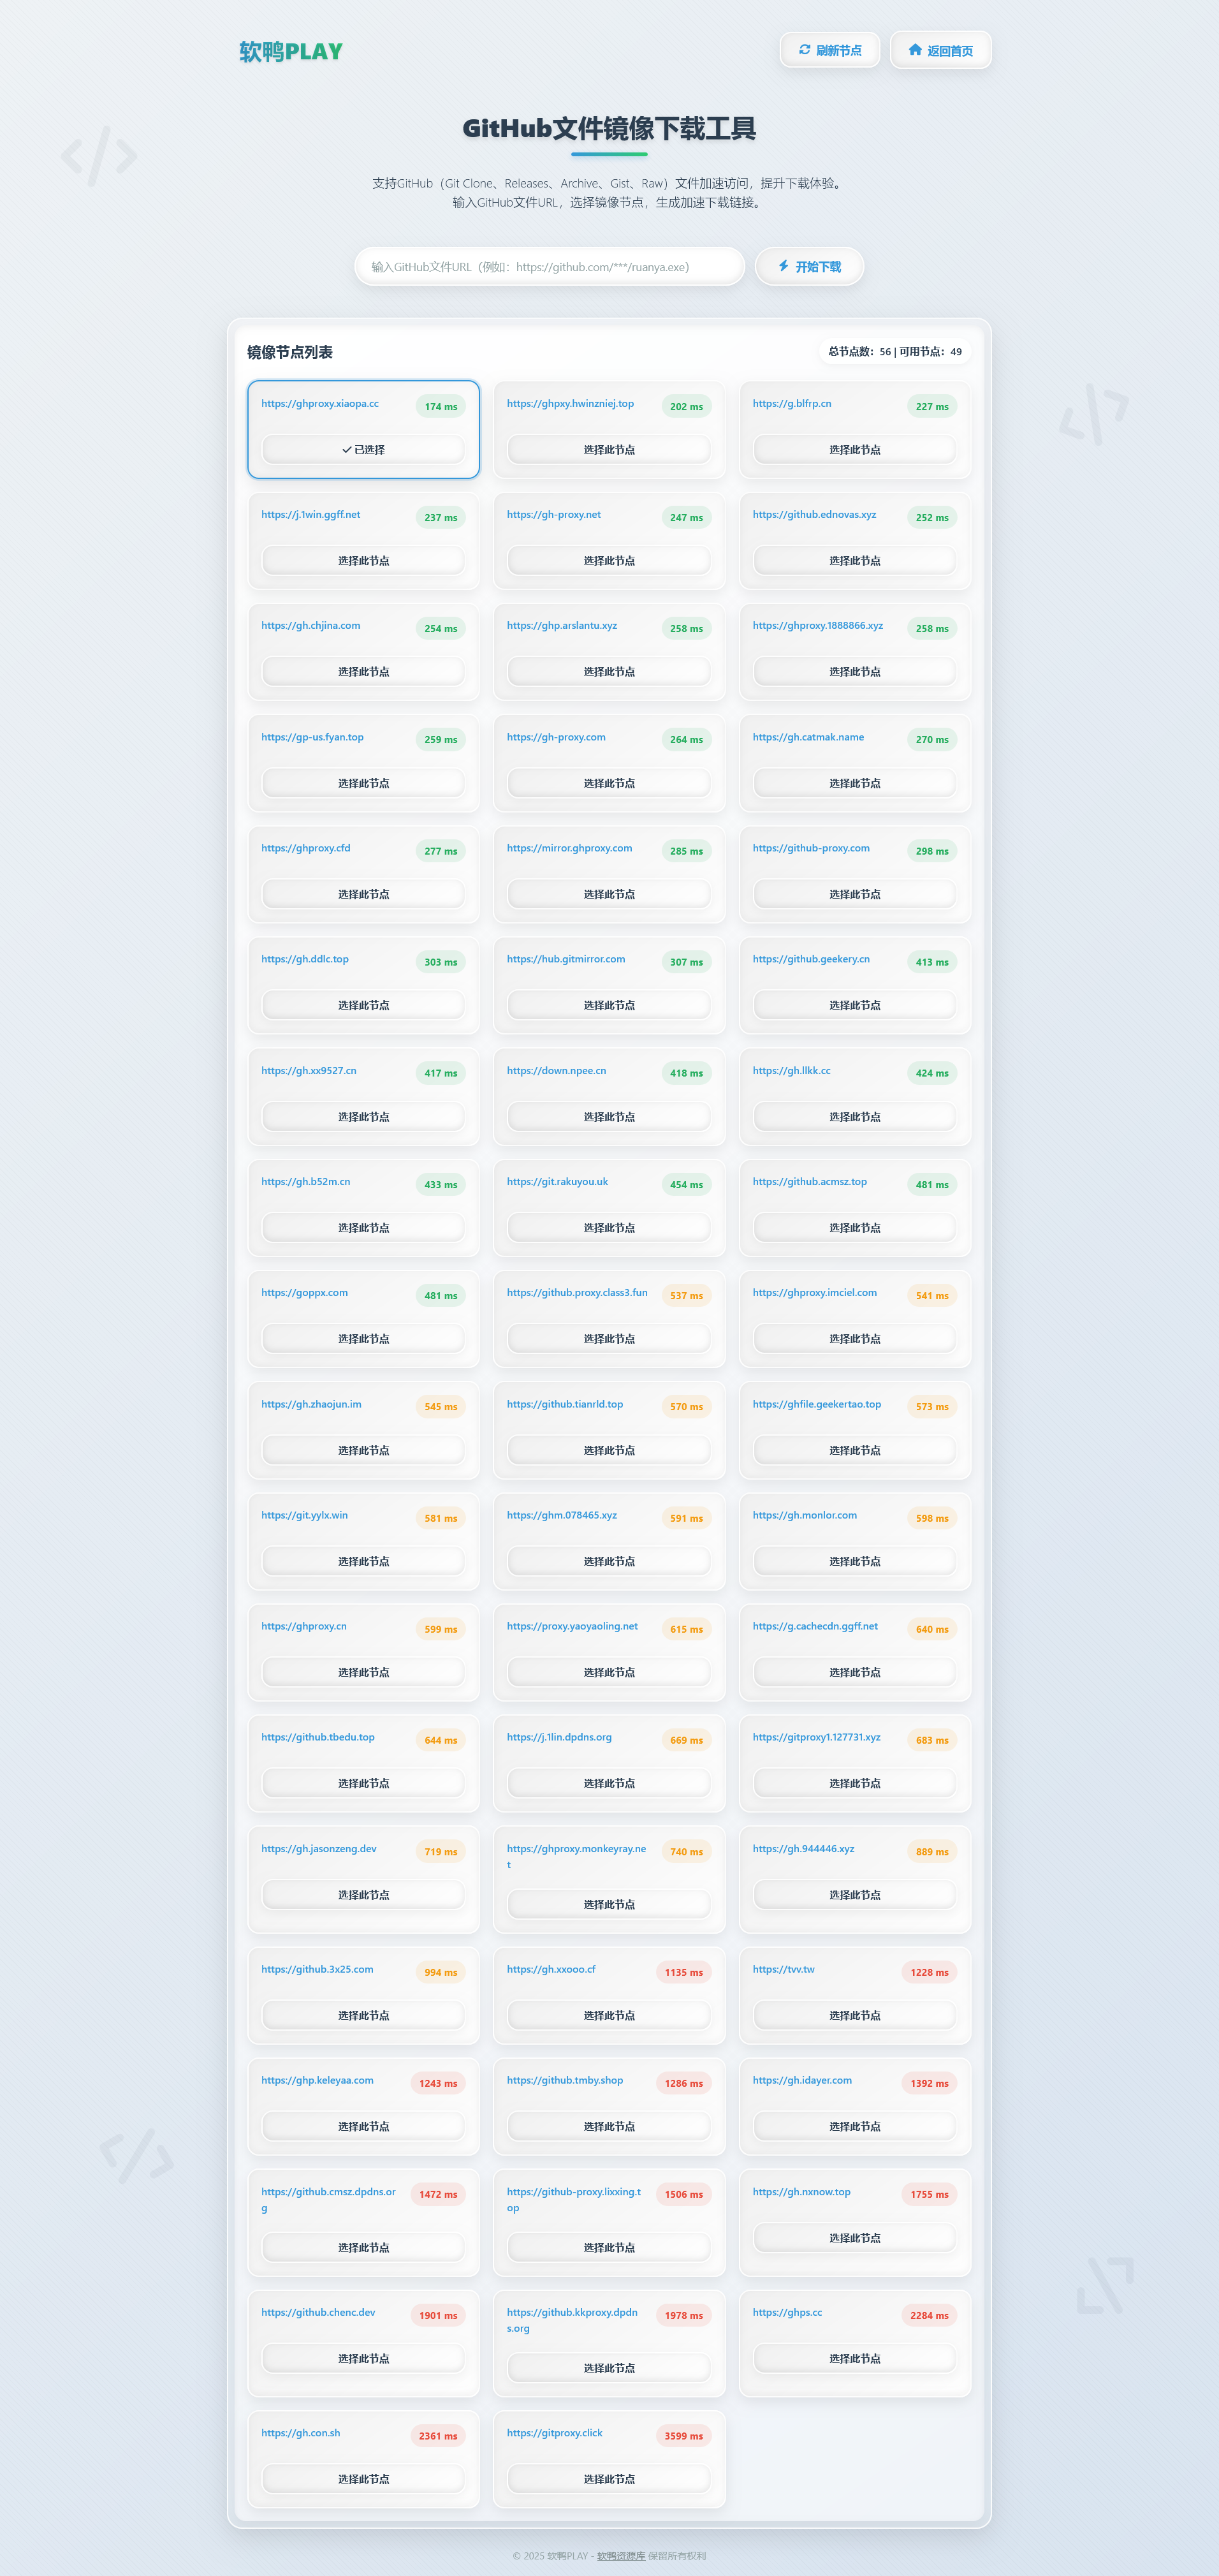 软鸭PLAY
刷新节点
返回首页
GitHub文件镜像下载工具
支持GitHub（Git Clone、Releases、Archive、Gist、Raw）文件加速访问，提升下载体验。
输入GitHub文件URL，选择镜像节点，生成加速下载链接。
输入GitHub文件URL（例如：https://github.com/***/ruanya.exe）
开始下载
镜像节点列表
总节点数：56 | 可用节点：49
https://ghproxy.xiaopa.cc 174 ms
https://ghpxy.hwinzniej.top 202 ms
https://g.blfrp.cn 227 ms
已选择
选择此节点
选择此节点
https://j.1win.ggff.net 237 ms
https://gh-proxy.net 247 ms
https://github.ednovas.xyz 252 ms
选择此节点
选择此节点
选择此节点
https://gh.chjina.com 254 ms
https://ghp.arslantu.xyz 258 ms
https://ghproxy.1888866.xyz 258 ms
选择此节点
选择此节点
选择此节点
https://gp-us.fyan.top 259 ms
https://gh-proxy.com 264 ms
https://gh.catmak.name 270 ms
选择此节点
选择此节点
选择此节点
https://ghproxy.cfd 277 ms
https://mirror.ghproxy.com 285 ms
https://github-proxy.com 298 ms
选择此节点
选择此节点
选择此节点
https://gh.ddlc.top 303 ms
https://hub.gitmirror.com 307 ms
https://github.geekery.cn 413 ms
选择此节点
选择此节点
选择此节点
https://gh.xx9527.cn 417 ms
https://down.npee.cn 418 ms
https://gh.llkk.cc 424 ms
选择此节点
选择此节点
选择此节点
https://gh.b52m.cn 433 ms
https://git.rakuyou.uk 454 ms
https://github.acmsz.top 481 ms
选择此节点
选择此节点
选择此节点
https://goppx.com 481 ms
https://github.proxy.class3.fun 537 ms
https://ghproxy.imciel.com 541 ms
选择此节点
选择此节点
选择此节点
https://gh.zhaojun.im 545 ms
https://github.tianrld.top 570 ms
https://ghfile.geekertao.top 573 ms
选择此节点
选择此节点
选择此节点
https://git.yylx.win 581 ms
https://ghm.078465.xyz 591 ms
https://gh.monlor.com 598 ms
选择此节点
选择此节点
选择此节点
https://ghproxy.cn 599 ms
https://proxy.yaoyaoling.net 615 ms
https://g.cachecdn.ggff.net 640 ms
选择此节点
选择此节点
选择此节点
https://github.tbedu.top 644 ms
https://j.1lin.dpdns.org 669 ms
https://gitproxy1.127731.xyz 683 ms
选择此节点
选择此节点
选择此节点
https://gh.jasonzeng.dev 719 ms
https://ghproxy.monkeyray.ne 740 ms
t
https://gh.944446.xyz 889 ms
选择此节点
选择此节点
选择此节点
https://github.3x25.com 994 ms
https://gh.xxooo.cf 1135 ms
https://tvv.tw 1228 ms
选择此节点
选择此节点
选择此节点
https://ghp.keleyaa.com 1243 ms
https://github.tmby.shop 1286 ms
https://gh.idayer.com 1392 ms
选择此节点
选择此节点
选择此节点
https://github.cmsz.dpdns.or 1472 ms
g
https://github-proxy.lixxing.t 1506 ms
op
https://gh.nxnow.top 1755 ms
选择此节点
选择此节点
选择此节点
https://github.chenc.dev 1901 ms
https://github.kkproxy.dpdn 1978 ms
s.org
https://ghps.cc 2284 ms
选择此节点
选择此节点
选择此节点
https://gh.con.sh 2361 ms
https://gitproxy.click 3599 ms
选择此节点
选择此节点
© 2025 软鸭PLAY - 软鸭资源库 保留所有权利